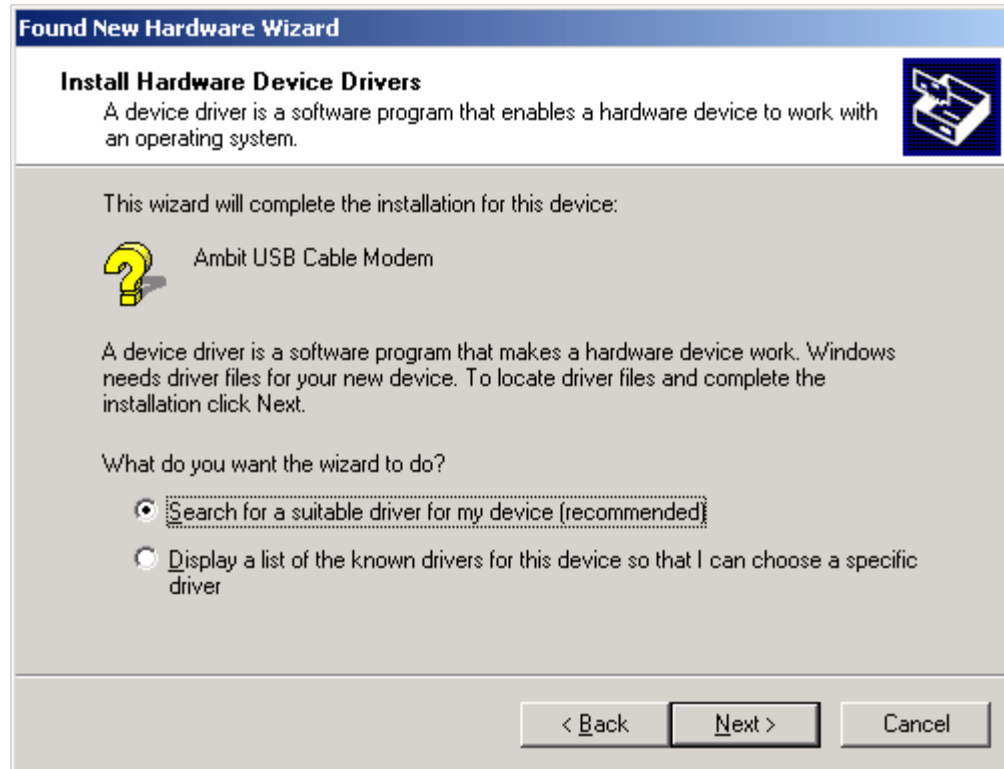 Found New Hardware Wizard
Install Hardware Device Drivers
A device driver is a software program that enables a hardware device to work with
an operating system.
This wizard will complete the installation for this device:
Ambit USB Cable Modem
A device driver is a software program that makes a hardware device work. Windows
needs driver files for your new device. To locate driver files and complete the
installation click Next.
What do you want the wizard to do?
Search for a suitable driver for my device (recommended)
Display a list of the known drivers for this device so that I can choose a specific
driver
< Back Next > Cancel